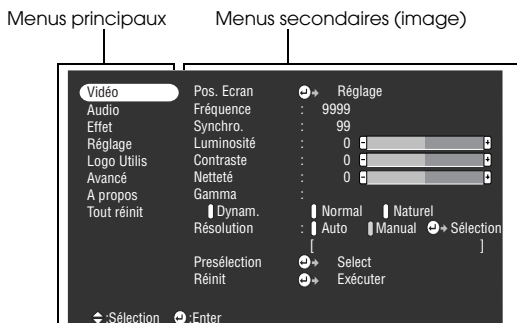 Menus principaux Menus secondaires (image)
Vidéo Pos. Ecran Réglage
Audio Fréquence : 9999
Effet Synchro. : 99
Réglage Luminosité : 0 - +
Logo Utilis Contraste : 0 - +
Avancé Netteté : 0 - +
A propos Gamma :
Tout réinit Dynam. Normal Naturel
Résolution : Auto Manual Sélection
[ ]
Presélection Select
Réinit Exécuter
:Sélection :Enter